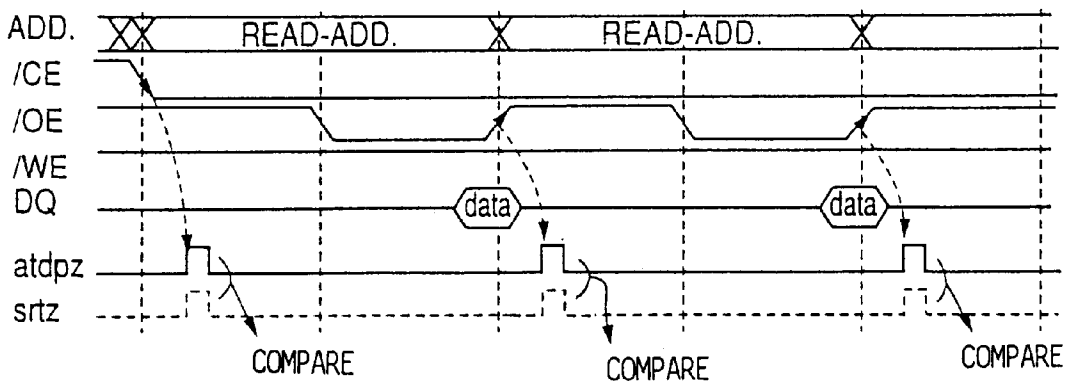 ADD. READ-ADD. READ-ADD.
/CE
/OE
/WE
DQ data data
atdpz
srtz
COMPARE COMPARE COMPARE